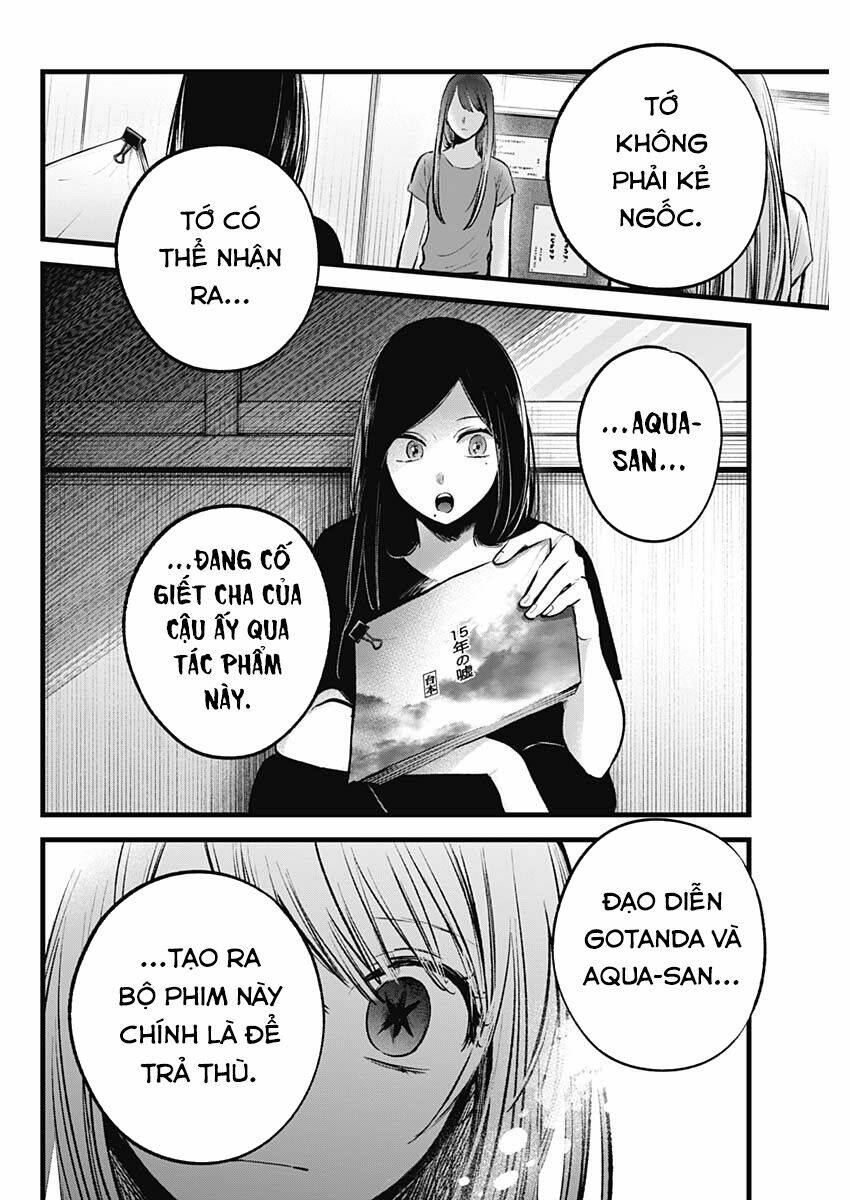 TỚ
KHÔNG
PHẢI KẺ
NGỐC.
TỚ CÓ
THỂ NHẬN
RA...
...AQUA-
SAN...
...ĐANG CỐ
GIẾT CHA CỦA
CẬU ẤY QUA
TÁC PHẨM
NÀY.
15年の嘘
台本
ĐẠO DIỄN
GOTANDA VÀ
AQUA-SAN...
...TẠO RA
BỘ PHIM NÀY
CHÍNH LÀ ĐỂ
TRẢ THÙ.